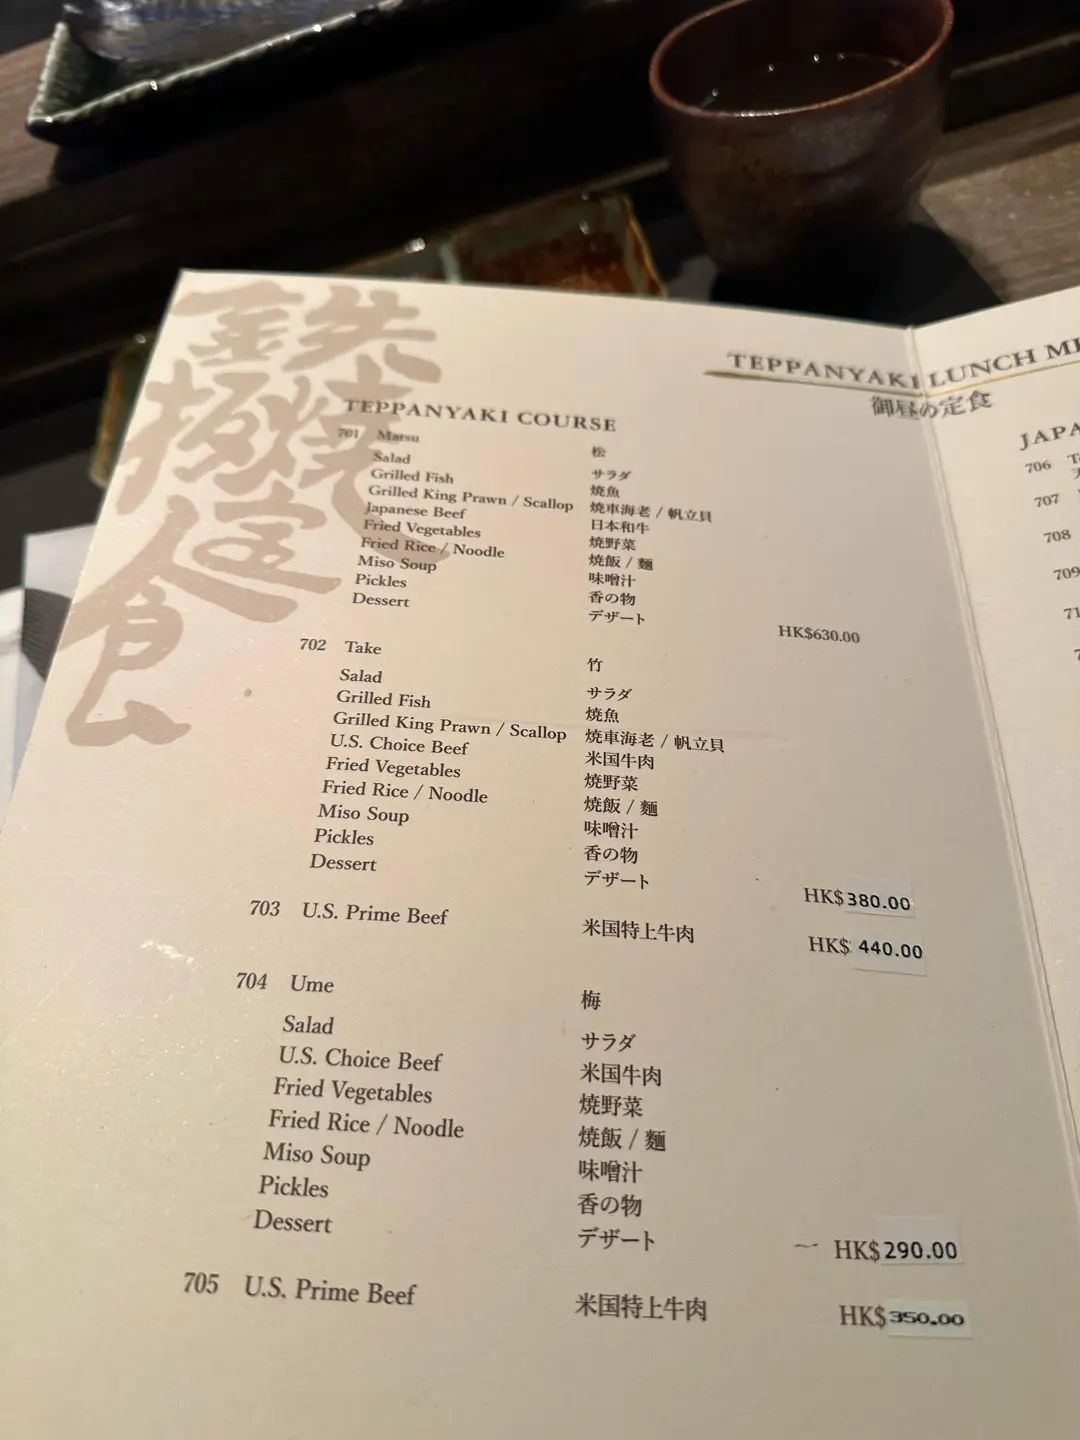 鉄板焼定食
TEPPANYAKI LUNCH
御昼の定食
TEPPANYAKI COURSE
701 Matsu 松
Salad サラダ
Grilled Fish 焼魚
Grilled King Prawn / Scallop 焼車海老 / 帆立貝
Japanese Beef 日本和牛
Fried Vegetables 焼野菜
Fried Rice / Noodle 焼飯 / 麺
Miso Soup 味噌汁
Pickles 香の物
Dessert デザート
HK$630.00
702 Take 竹
Salad サラダ
Grilled Fish 焼魚
Grilled King Prawn / Scallop 焼車海老 / 帆立貝
U.S. Choice Beef 米国牛肉
Fried Vegetables 焼野菜
Fried Rice / Noodle 焼飯 / 麺
Miso Soup 味噌汁
Pickles 香の物
Dessert デザート
HK$380.00
703 U.S. Prime Beef 米国特上牛肉 HK$ 440.00
704 Ume 梅
Salad サラダ
U.S. Choice Beef 米国牛肉
Fried Vegetables 焼野菜
Fried Rice / Noodle 焼飯 / 麺
Miso Soup 味噌汁
Pickles 香の物
Dessert デザート HK$290.00
705 U.S. Prime Beef 米国特上牛肉 HK$350.00
706
707
708
709